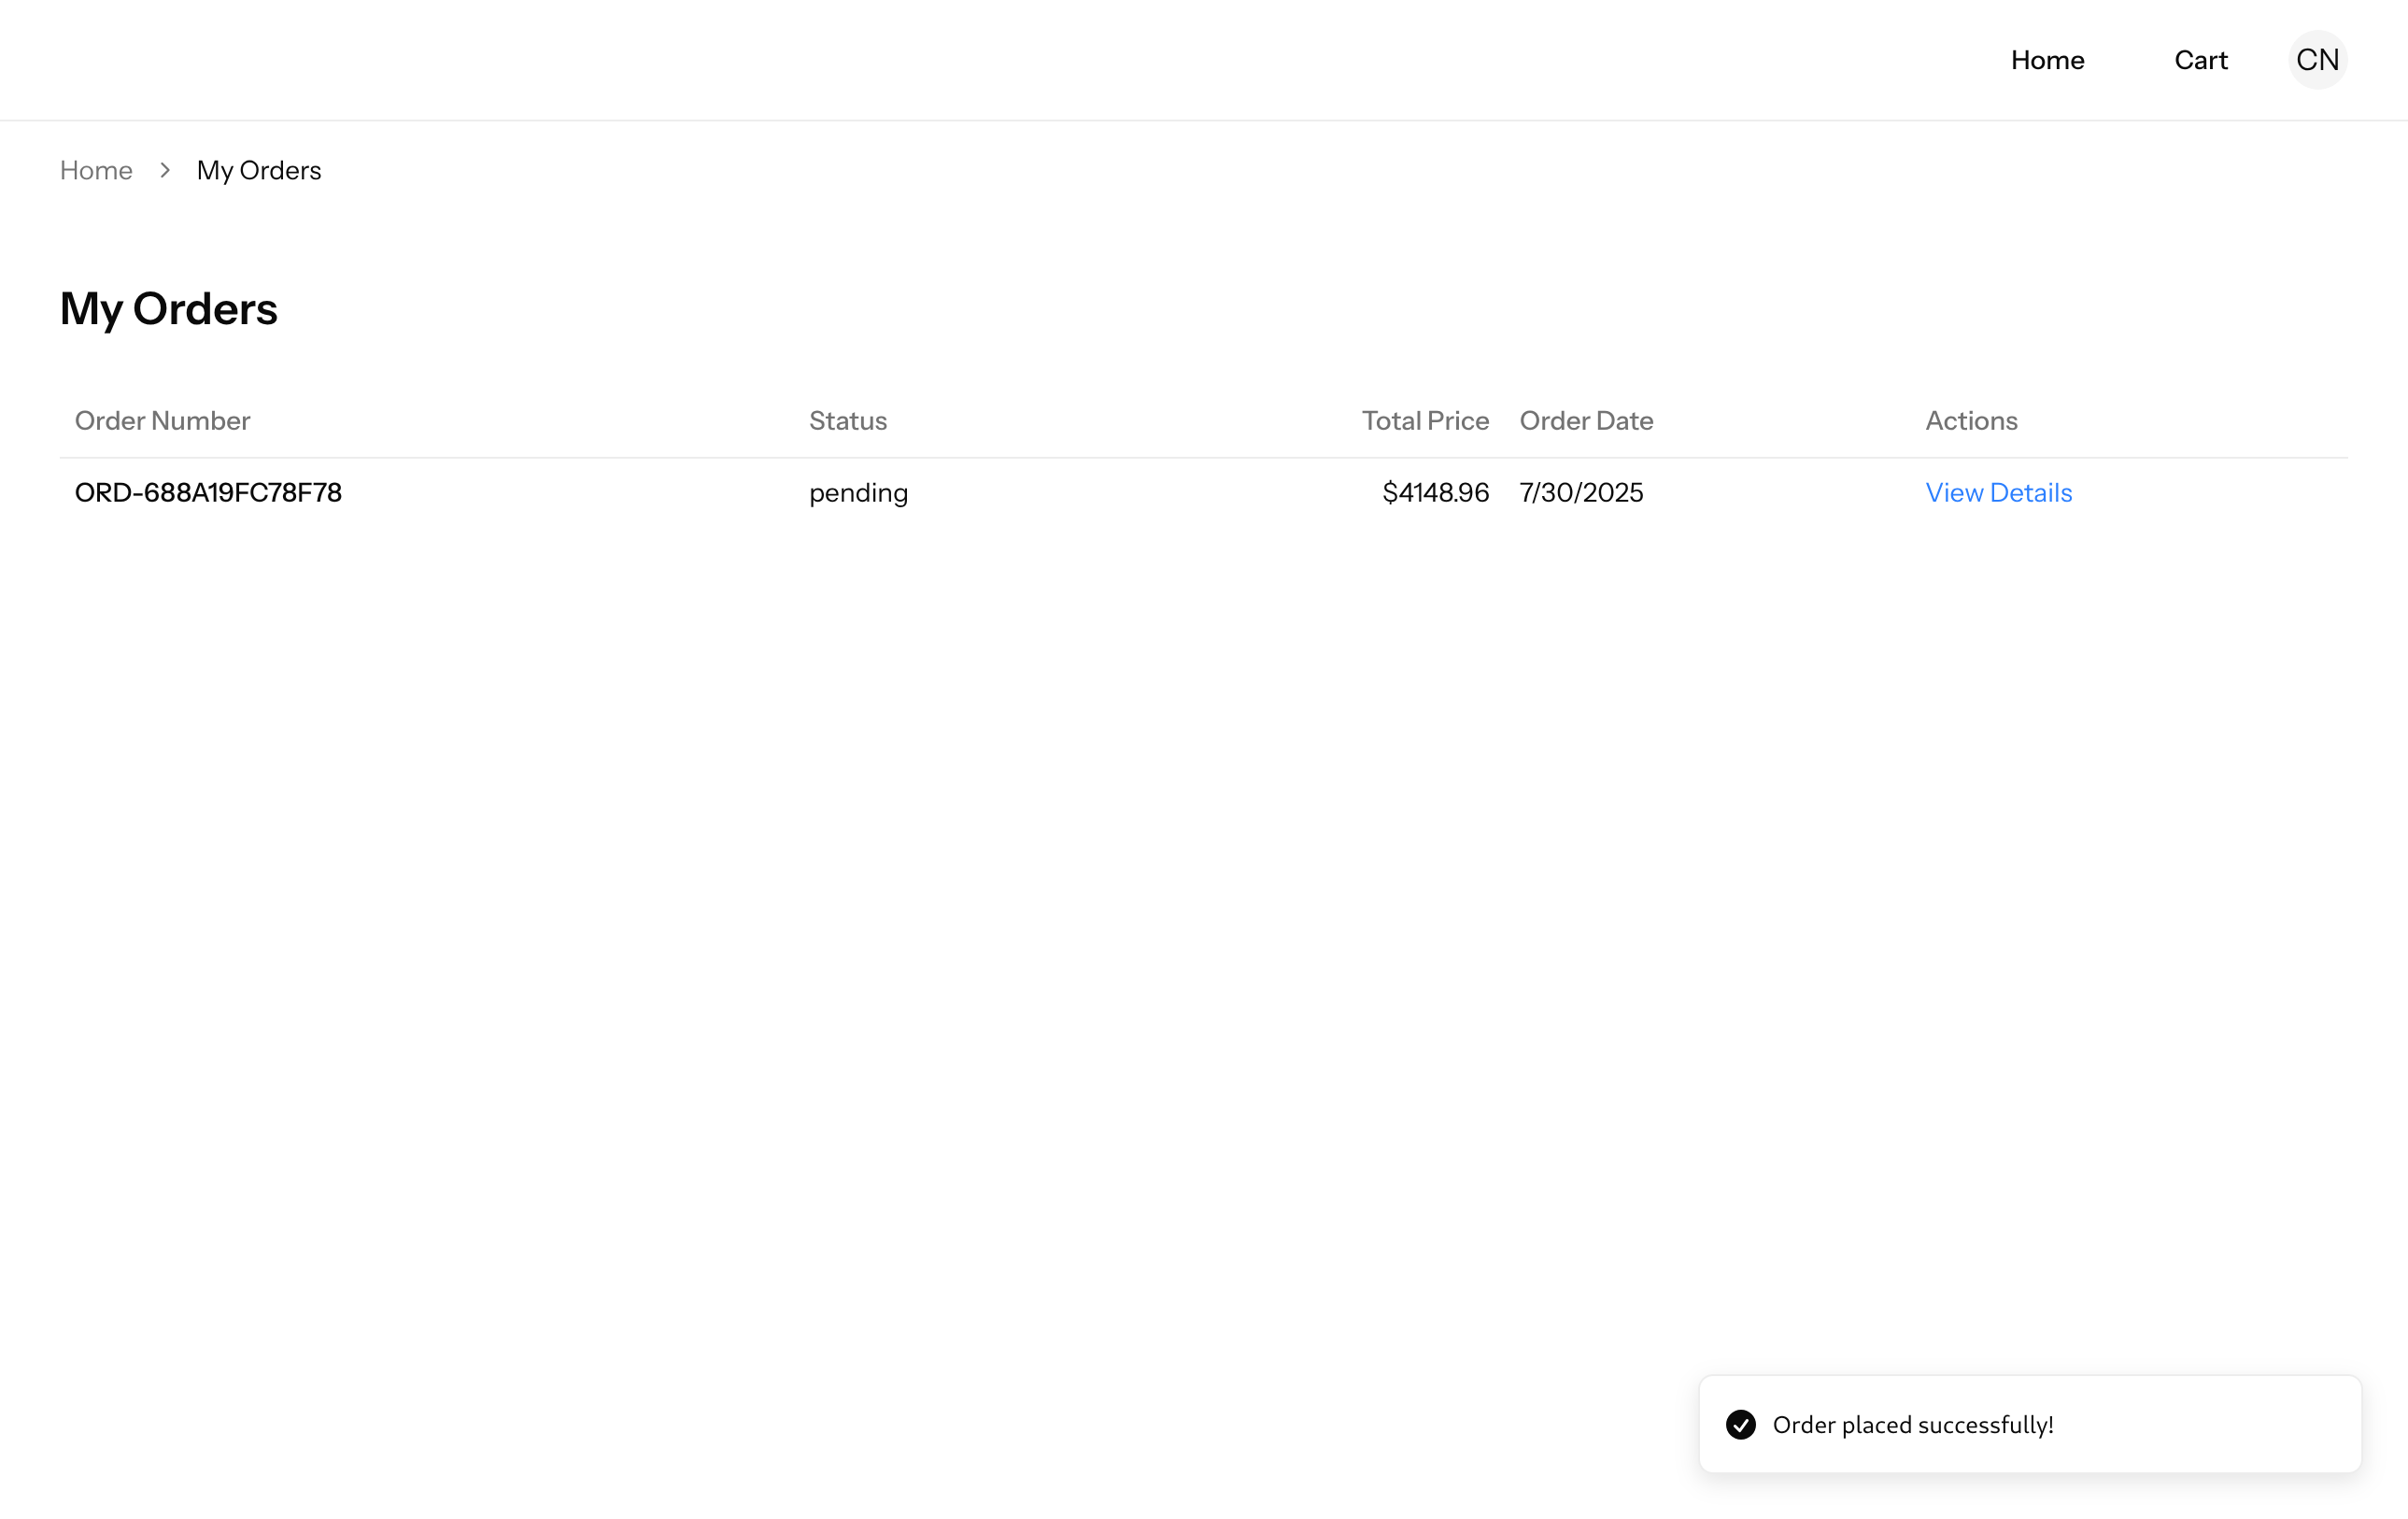 Home Cart CN
Home > My Orders
My Orders
Order Number Status Total Price Order Date Actions
ORD-688A19FC78F78 pending $4148.96 7/30/2025 View Details
Order placed successfully!